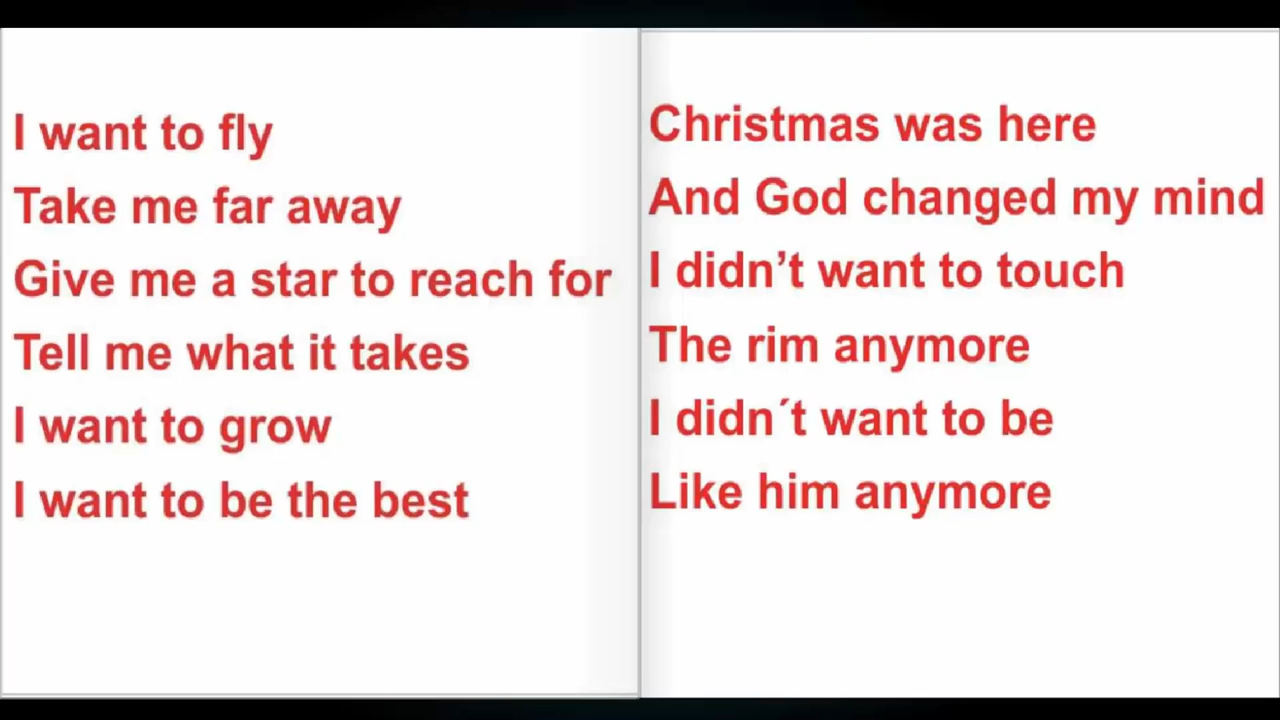 I want to fly
Take me far away
Give me a star to reach for
Tell me what it takes
I want to grow
I want to be the best
Christmas was here
And God changed my mind
I didn’t want to touch
The rim anymore
I didn´t want to be
Like him anymore